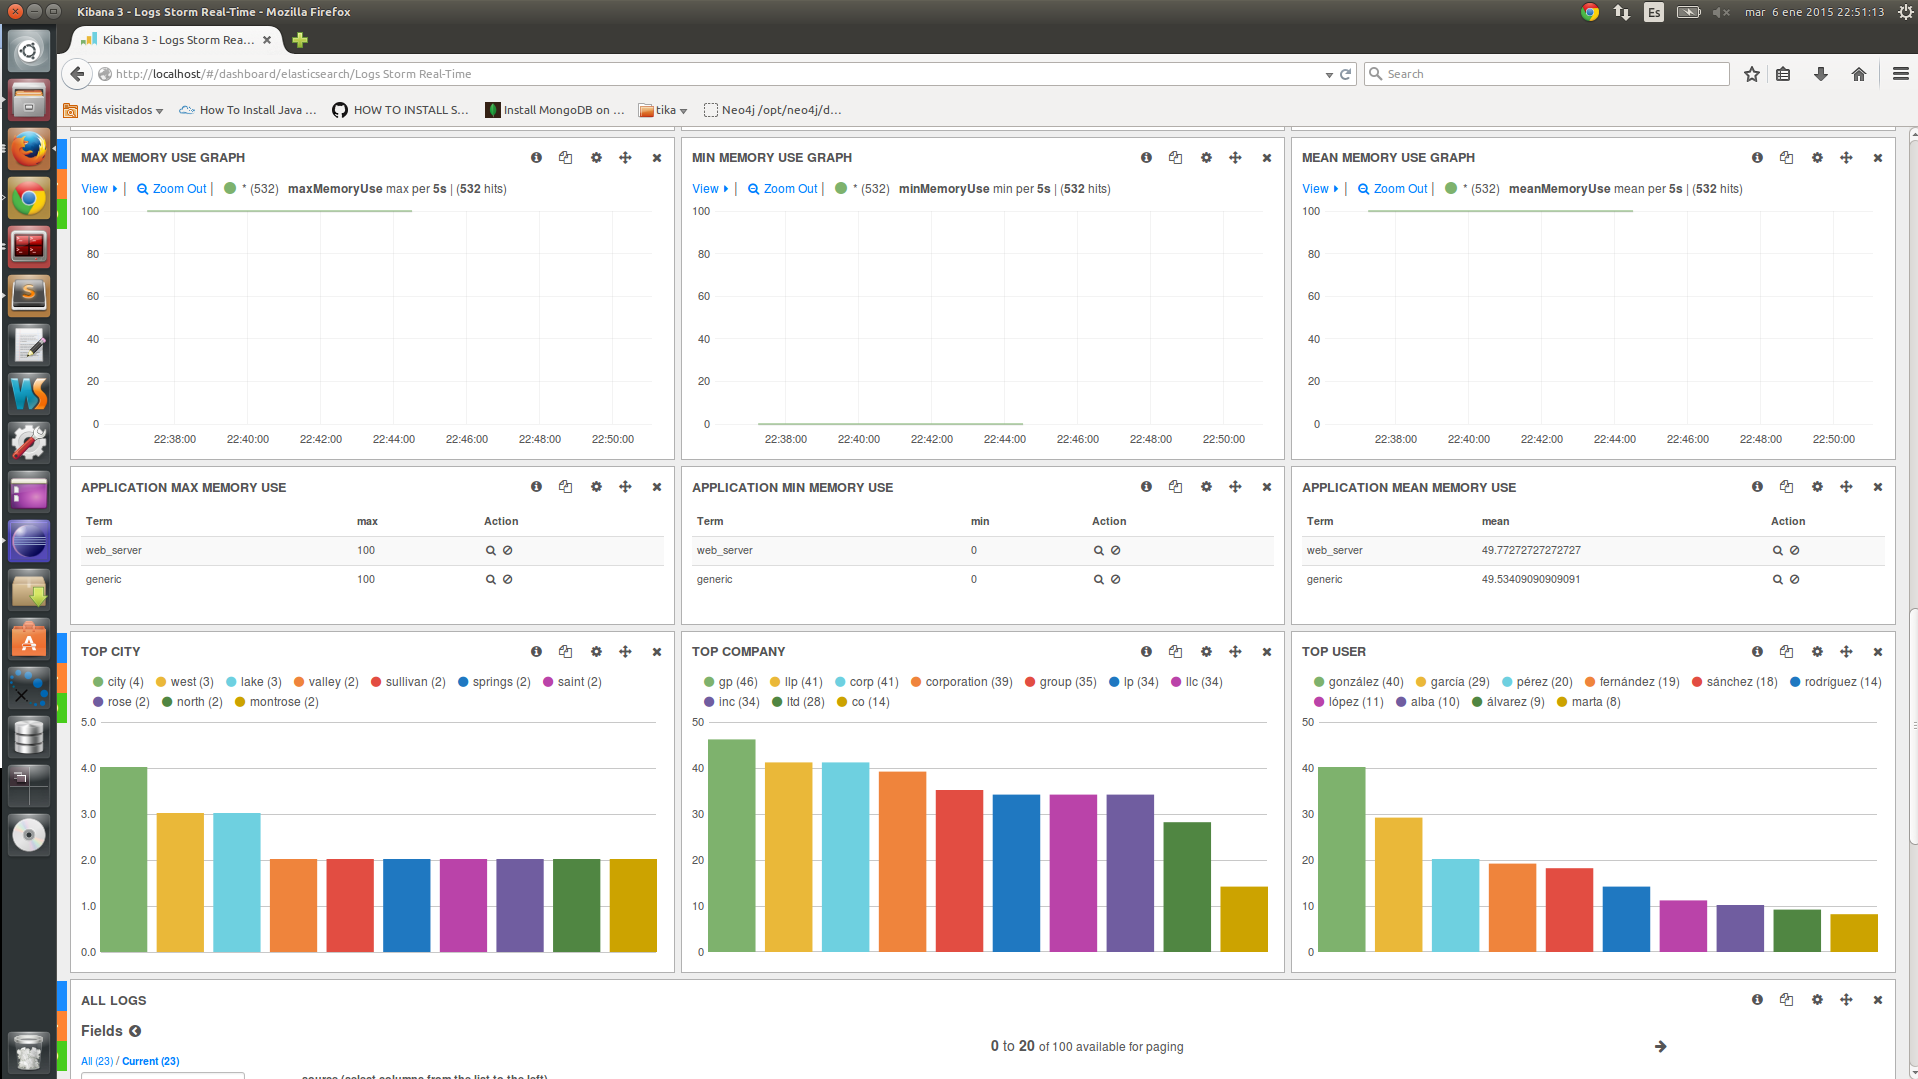 Kibana 3 - Logs Storm Real-Time - Mozilla Firefox
Es
mar 6 ene 2015 22:51:13
Kibana 3 - Logs Storm Rea...
http://localhost/#/dashboard/elasticsearch/Logs Storm Real-Time
Search
Más visitados
How To Install Java ...
HOW TO INSTALL S...
Install MongoDB on ...
tika
Neo4j /opt/neo4j/d...
MAX MEMORY USE GRAPH
View | Zoom Out | * (532) maxMemoryUse max per 5s | (532 hits)
100
80
60
40
20
0
22:38:00 22:40:00 22:42:00 22:44:00 22:46:00 22:48:00 22:50:00
MIN MEMORY USE GRAPH
View | Zoom Out | * (532) minMemoryUse min per 5s | (532 hits)
100
80
60
40
20
0
22:38:00 22:40:00 22:42:00 22:44:00 22:46:00 22:48:00 22:50:00
MEAN MEMORY USE GRAPH
View | Zoom Out | * (532) meanMemoryUse mean per 5s | (532 hits)
100
80
60
40
20
0
22:38:00 22:40:00 22:42:00 22:44:00 22:46:00 22:48:00 22:50:00
APPLICATION MAX MEMORY USE
Term max Action
web_server 100
generic 100
APPLICATION MIN MEMORY USE
Term min Action
web_server 0
generic 0
APPLICATION MEAN MEMORY USE
Term mean Action
web_server 49.77272727272727
generic 49.53409090909091
TOP CITY
city (4) west (3) lake (3) valley (2) sullivan (2) springs (2) saint (2)
rose (2) north (2) montrose (2)
5.0
4.0
3.0
2.0
1.0
0.0
TOP COMPANY
gp (46) llp (41) corp (41) corporation (39) group (35) lp (34) llc (34)
inc (34) ltd (28) co (14)
50
40
30
20
10
0
TOP USER
gonzález (40) garcía (29) pérez (20) fernández (19) sánchez (18) rodríguez (14)
lópez (11) alba (10) álvarez (9) marta (8)
50
40
30
20
10
0
ALL LOGS
Fields
All (23) / Current (23)
0 to 20 of 100 available for paging
source (select columns from the list to the left)